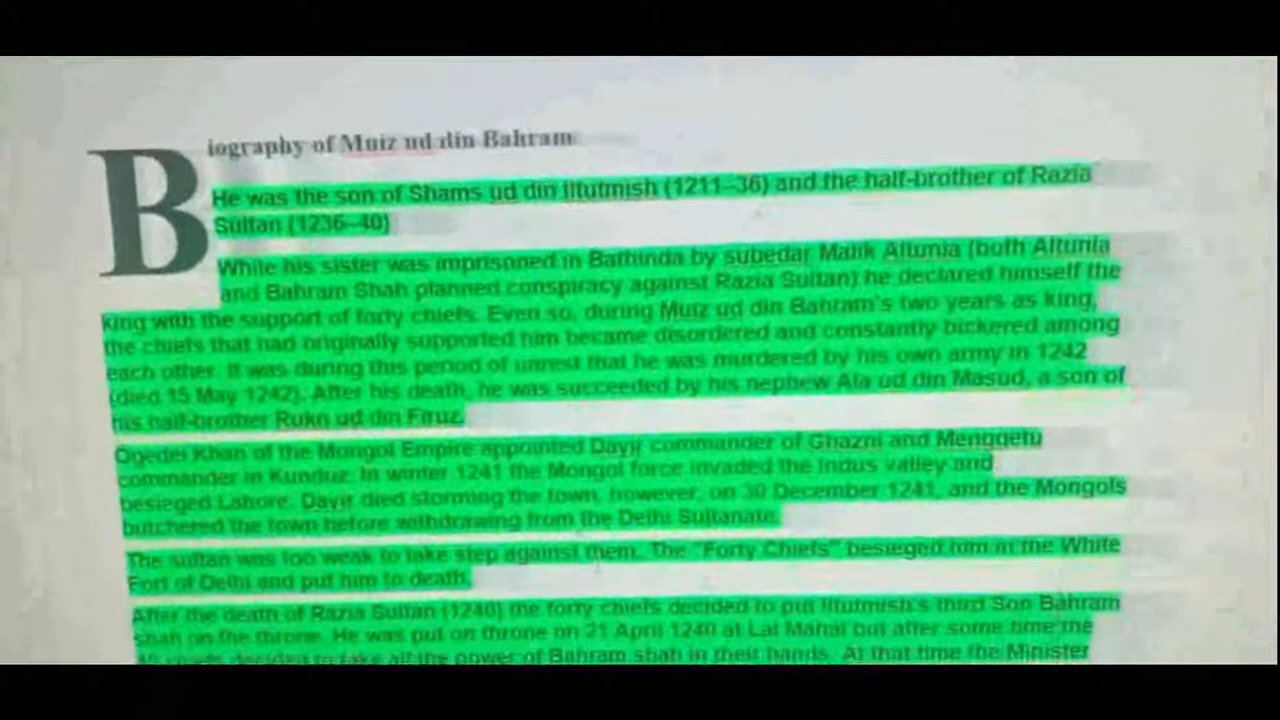 Biography of Muiz ud din Bahram
He was the son of Shams ud din Iltutmish (1211–36) and the half-brother of Razia
Sultan (1236–40)
While his sister was imprisoned in Bathinda by subedar Malik Altunia (both Altunia
and Bahram Shah planned conspiracy against Razia Sultan) he declared himself the
king with the support of forty chiefs. Even so, during Muiz ud din Bahram's two years as king,
the chiefs that had originally supported him became disordered and constantly bickered among
each other. It was during this period of unrest that he was murdered by his own army in 1242
(died 15 May 1242). After his death, he was succeeded by his nephew Ala ud din Masud, a son of
his half-brother Rukn ud din Firuz.
Ogedei Khan of the Mongol Empire appointed Dayir commander of Ghazni and Menggetu
commander in Kunduz. In winter 1241 the Mongol force invaded the Indus valley and
besieged Lahore. Dayir died storming the town, however, on 30 December 1241, and the Mongols
butchered the town before withdrawing from the Delhi Sultanate.
The sultan was too weak to take step against them. The "Forty Chiefs" besieged him in the White
Fort of Delhi and put him to death.
After the death of Razia Sultan (1240) the forty chiefs decided to put Iltutmish's third Son Bahram
shah on the throne. He was put on throne on 21 April 1240 at Lal Mahal but after some time the
40 chiefs decided to take all the power of Bahram shah in their hands. At that time the Minister